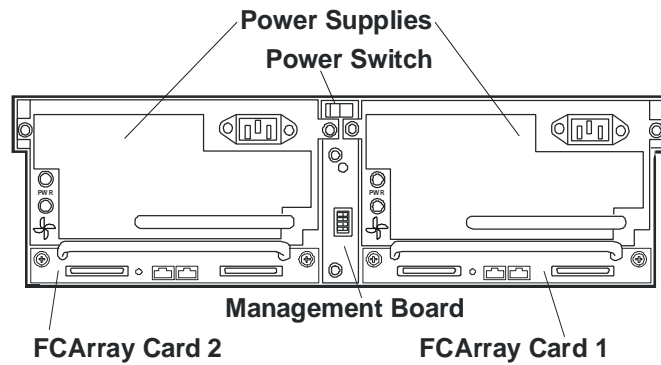 Power Supplies
Power Switch
PWR
PWR
Management Board
FCArray Card 2
FCArray Card 1